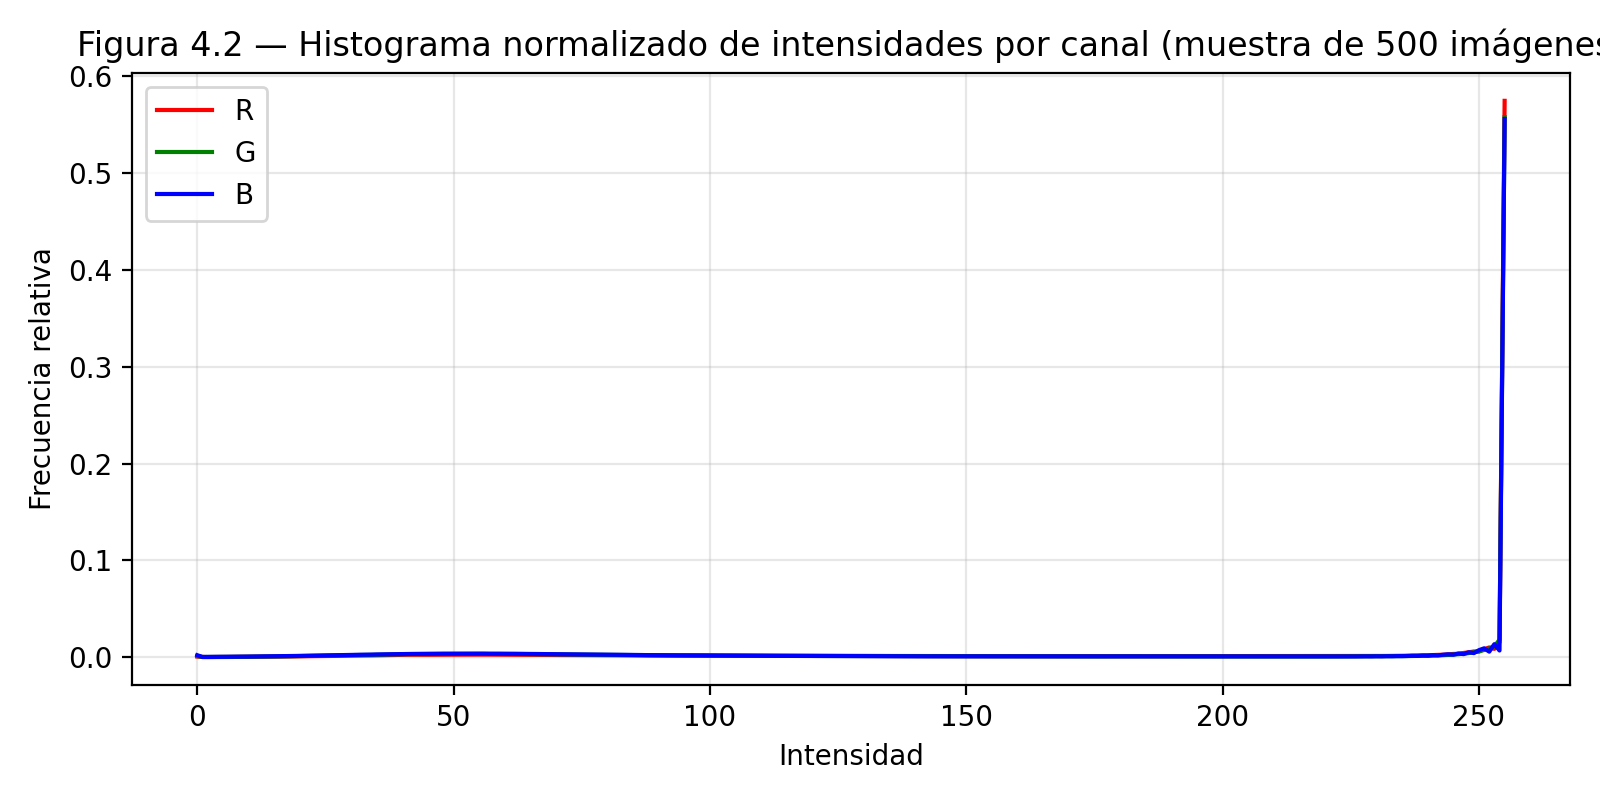 Figura 4.2 — Histograma normalizado de intensidades por canal (muestra de 500 imágenes
0.6
R
G
B
0.5
0.4
0.3
0.2
0.1
0.0
Frecuencia relativa
0 50 100 150 200 250
Intensidad